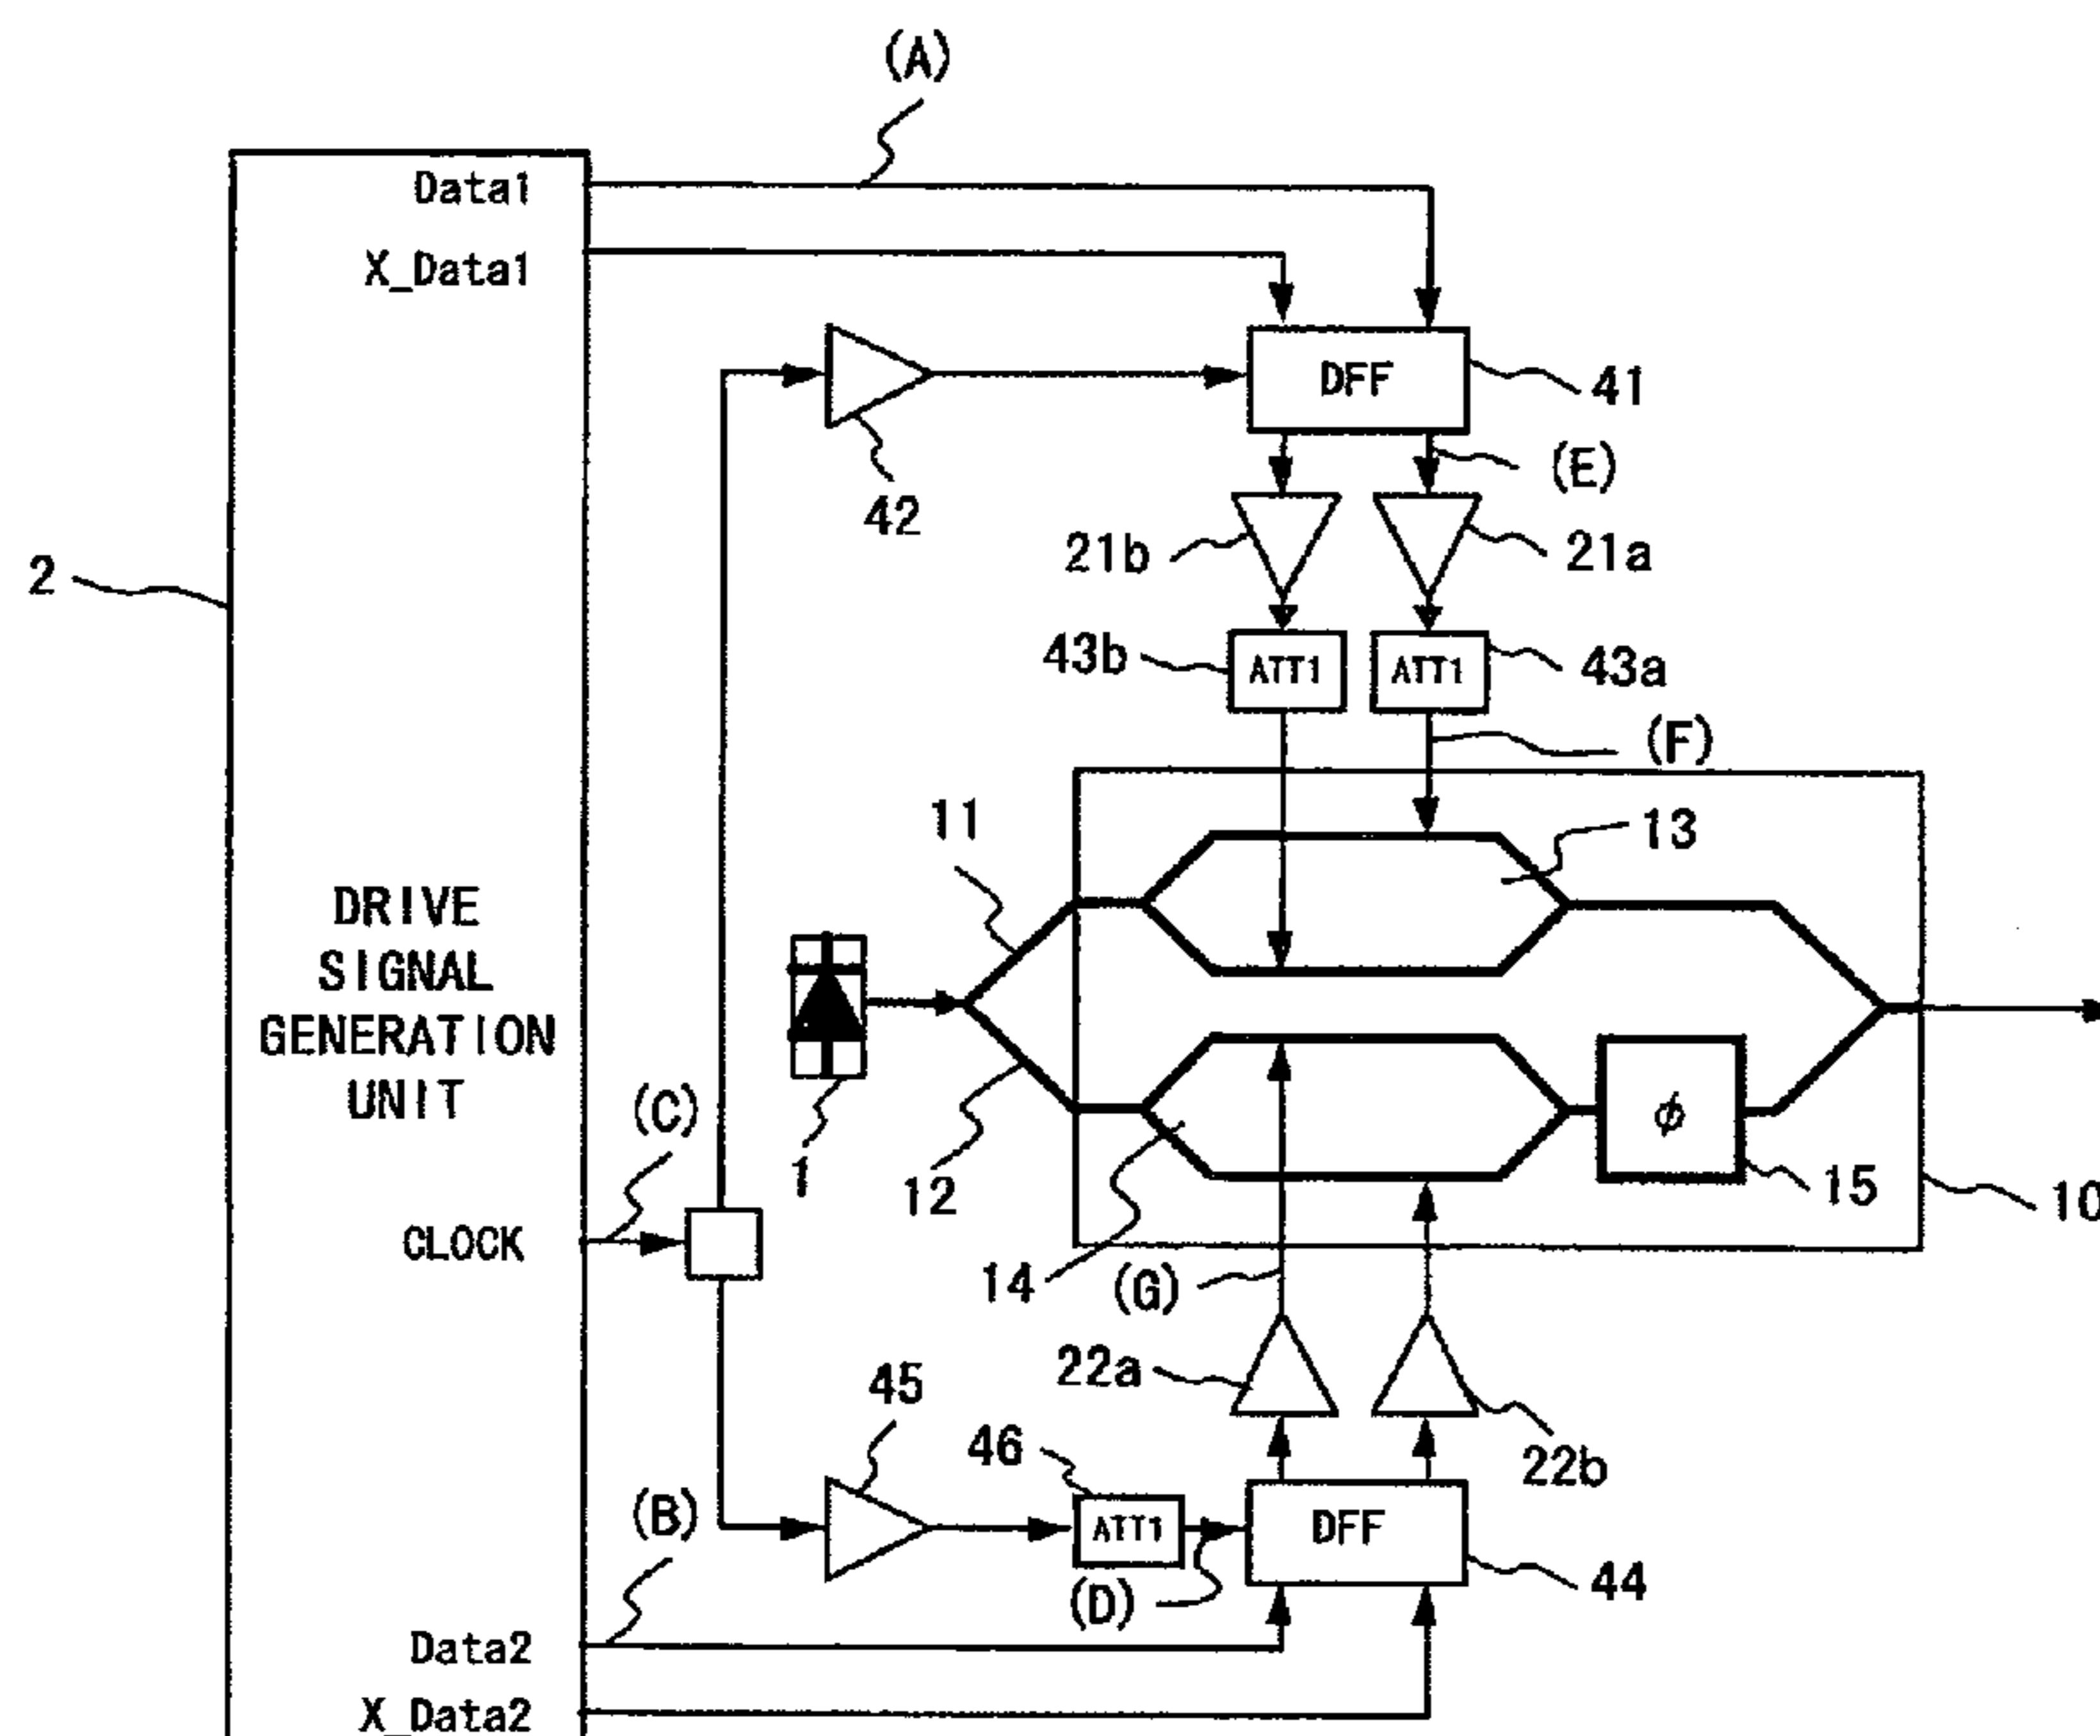 (A)
Data1
X_Data1
DFF
41
(E)
42
21b
21a
2
43b
ATT1
ATT1
43a
(F)
11
13
DRIVE
SIGNAL
GENERATION
UNIT
(C)
1
12
φ
15
10
CLOCK
14
(G)
22a
45
46
22b
(B)
ATT1
DFF
(D)
44
Data2
X_Data2